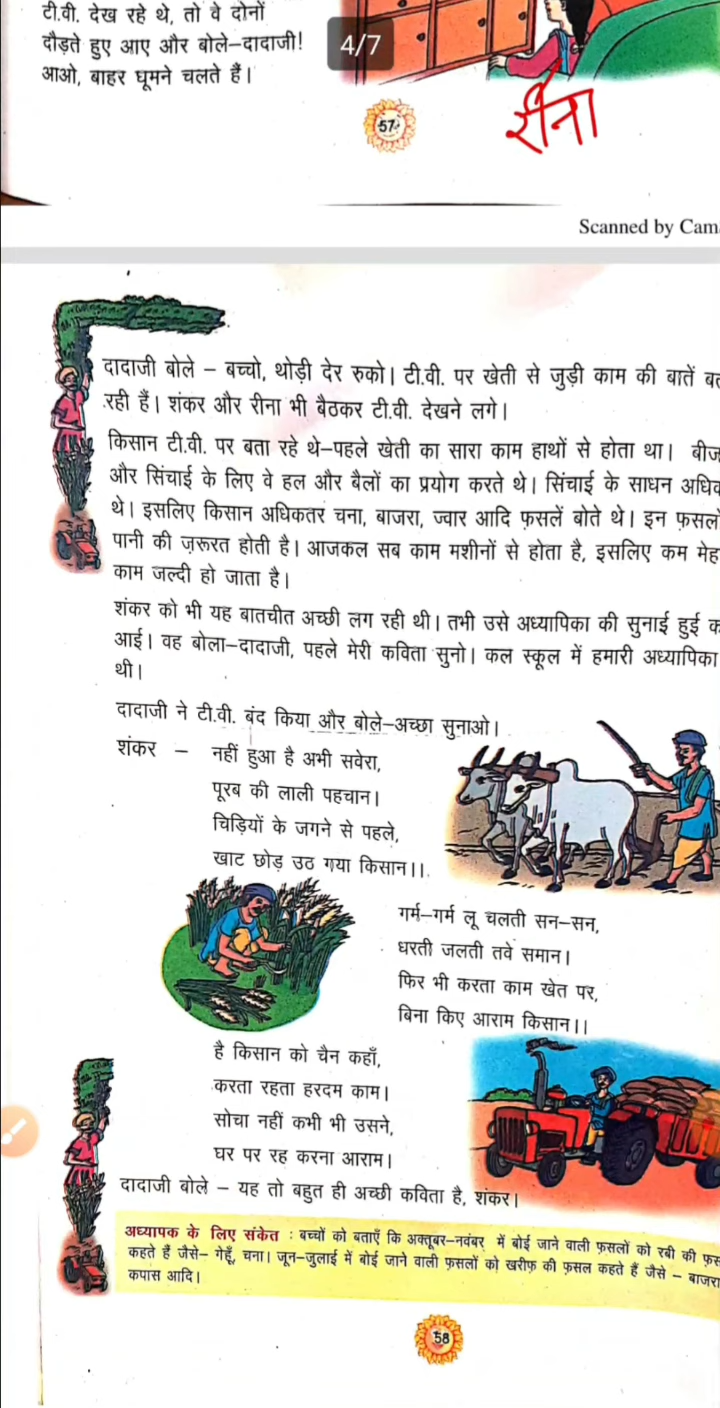 टी.वी. देख रहे थे, तो वे दोनों
दौड़ते हुए आए और बोले–दादाजी!
आओ, बाहर घूमने चलते हैं।
4/7
57
रीना
Scanned by Cam
दादाजी बोले – बच्चो, थोड़ी देर रुको। टी.वी. पर खेती से जुड़ी काम की बातें बत
रही हैं। शंकर और रीना भी बैठकर टी.वी. देखने लगे।
किसान टी.वी. पर बता रहे थे–पहले खेती का सारा काम हाथों से होता था। बीज
और सिंचाई के लिए वे हल और बैलों का प्रयोग करते थे। सिंचाई के साधन अधिक
थे। इसलिए किसान अधिकतर चना, बाजरा, ज्वार आदि फ़सलें बोते थे। इन फ़सलों
पानी की ज़रूरत होती है। आजकल सब काम मशीनों से होता है, इसलिए कम मेह
काम जल्दी हो जाता है।
शंकर को भी यह बातचीत अच्छी लग रही थी। तभी उसे अध्यापिका की सुनाई हुई क
आई। वह बोला–दादाजी, पहले मेरी कविता सुनो। कल स्कूल में हमारी अध्यापिका
थी।
दादाजी ने टी.वी. बंद किया और बोले–अच्छा सुनाओ।
शंकर – नहीं हुआ है अभी सवेरा,
पूरब की लाली पहचान।
चिड़ियों के जगने से पहले,
खाट छोड़ उठ गया किसान।।
गर्म–गर्म लू चलती सन–सन,
धरती जलती तवे समान।
फिर भी करता काम खेत पर,
बिना किए आराम किसान।।
है किसान को चैन कहाँ,
करता रहता हरदम काम।
सोचा नहीं कभी भी उसने,
घर पर रह करना आराम।
दादाजी बोले – यह तो बहुत ही अच्छी कविता है, शंकर।
अध्यापक के लिए संकेत : बच्चों को बताएँ कि अक्तूबर–नवंबर में बोई जाने वाली फ़सलों को रबी की फ़स
कहते हैं जैसे– गेहूँ, चना। जून–जुलाई में बोई जाने वाली फ़सलों को खरीफ़ की फ़सल कहते हैं जैसे – बाजरा
कपास आदि।
58